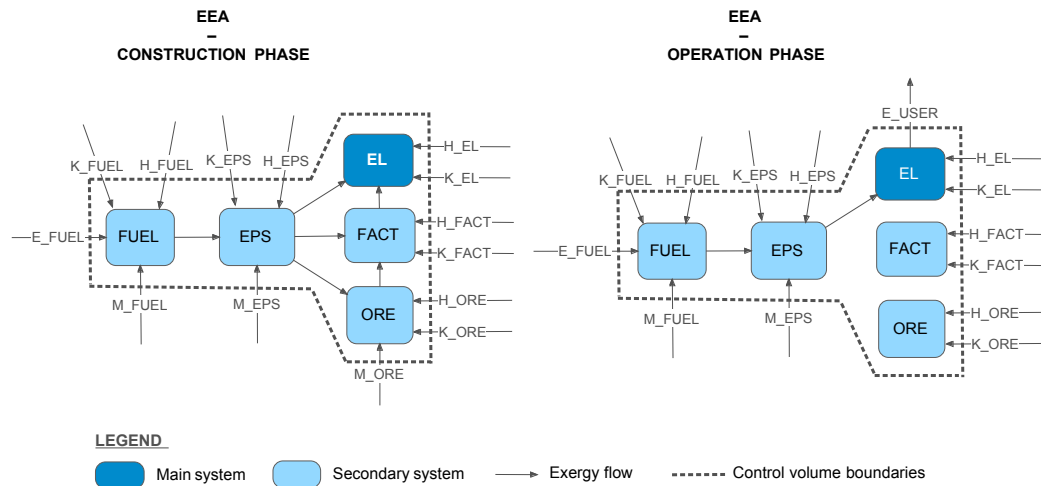 EEA
–
CONSTRUCTION PHASE
K_FUEL
H_FUEL
K_EPS
H_EPS
EL
H_EL
K_EL
E_FUEL
FUEL
EPS
FACT
H_FACT
K_FACT
M_FUEL
M_EPS
ORE
H_ORE
K_ORE
M_ORE
EEA
–
OPERATION PHASE
E_USER
K_FUEL
H_FUEL
K_EPS
H_EPS
EL
H_EL
K_EL
E_FUEL
FUEL
EPS
FACT
H_FACT
K_FACT
M_FUEL
M_EPS
ORE
H_ORE
K_ORE
LEGEND
Main system
Secondary system
Exergy flow
Control volume boundaries